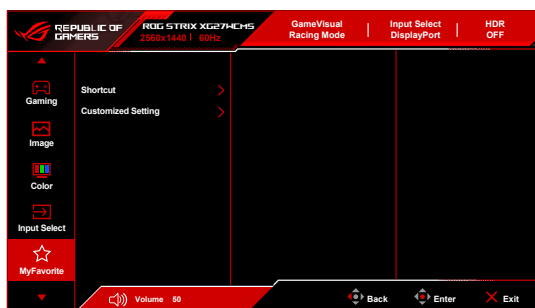 REPUBLIC OF
GAMERS
ROG STRIX XG27WCMS
2560x1440 | 60Hz
GameVisual
Racing Mode
Input Select
DisplayPort
HDR
OFF
Gaming
Image
Color
Input Select
MyFavorite
Shortcut
Customized Setting
Volume 50
Back
Enter
Exit